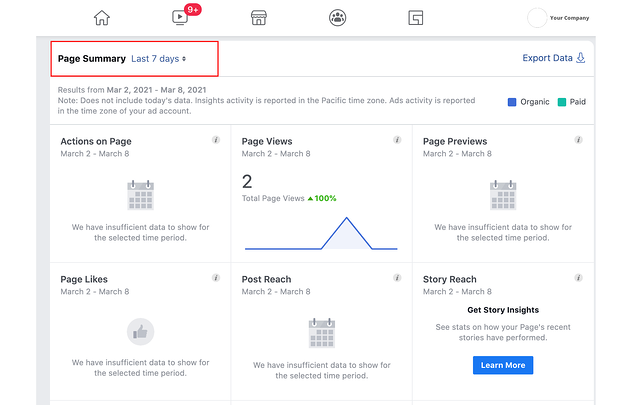 9+
Your Company
Page Summary Last 7 days
Export Data
Results from Mar 2, 2021 - Mar 8, 2021
Note: Does not include today's data. Insights activity is reported in the Pacific time zone. Ads activity is reported
in the time zone of your ad account.
Organic Paid
Actions on Page
March 2 - March 8
We have insufficient data to show for
the selected time period.
Page Views
March 2 - March 8
2
Total Page Views ▲100%
Page Previews
March 2 - March 8
We have insufficient data to show for
the selected time period.
Page Likes
March 2 - March 8
We have insufficient data to show for
the selected time period.
Post Reach
March 2 - March 8
We have insufficient data to show for
the selected time period.
Story Reach
March 2 - March 8
Get Story Insights
See stats on how your Page's recent
stories have performed.
Learn More